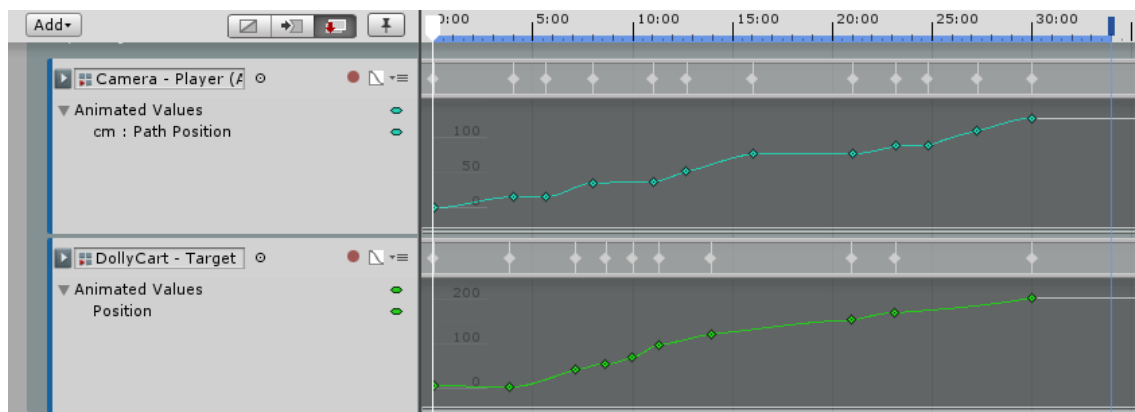 Add
0:00 5:00 10:00 15:00 20:00 25:00 30:00
Camera - Player (A
Animated Values
cm : Path Position
100
50
0
DollyCart - Target
Animated Values
Position
200
100
0